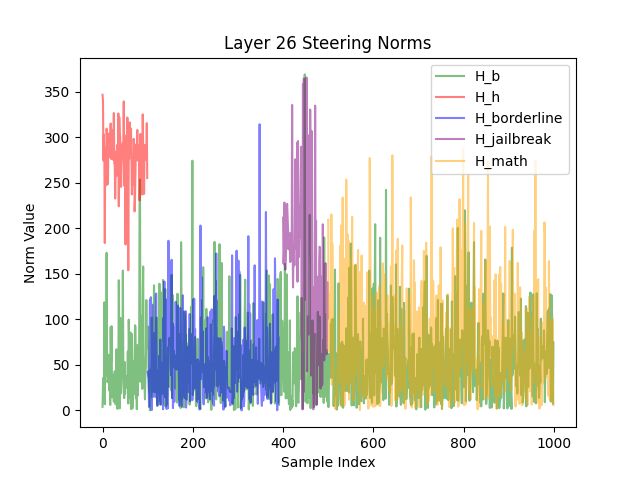 Layer 26 Steering Norms
H_b
H_h
H_borderline
H_jailbreak
H_math
Norm Value
350
300
250
200
150
100
50
0
0
200
400
600
800
1000
Sample Index